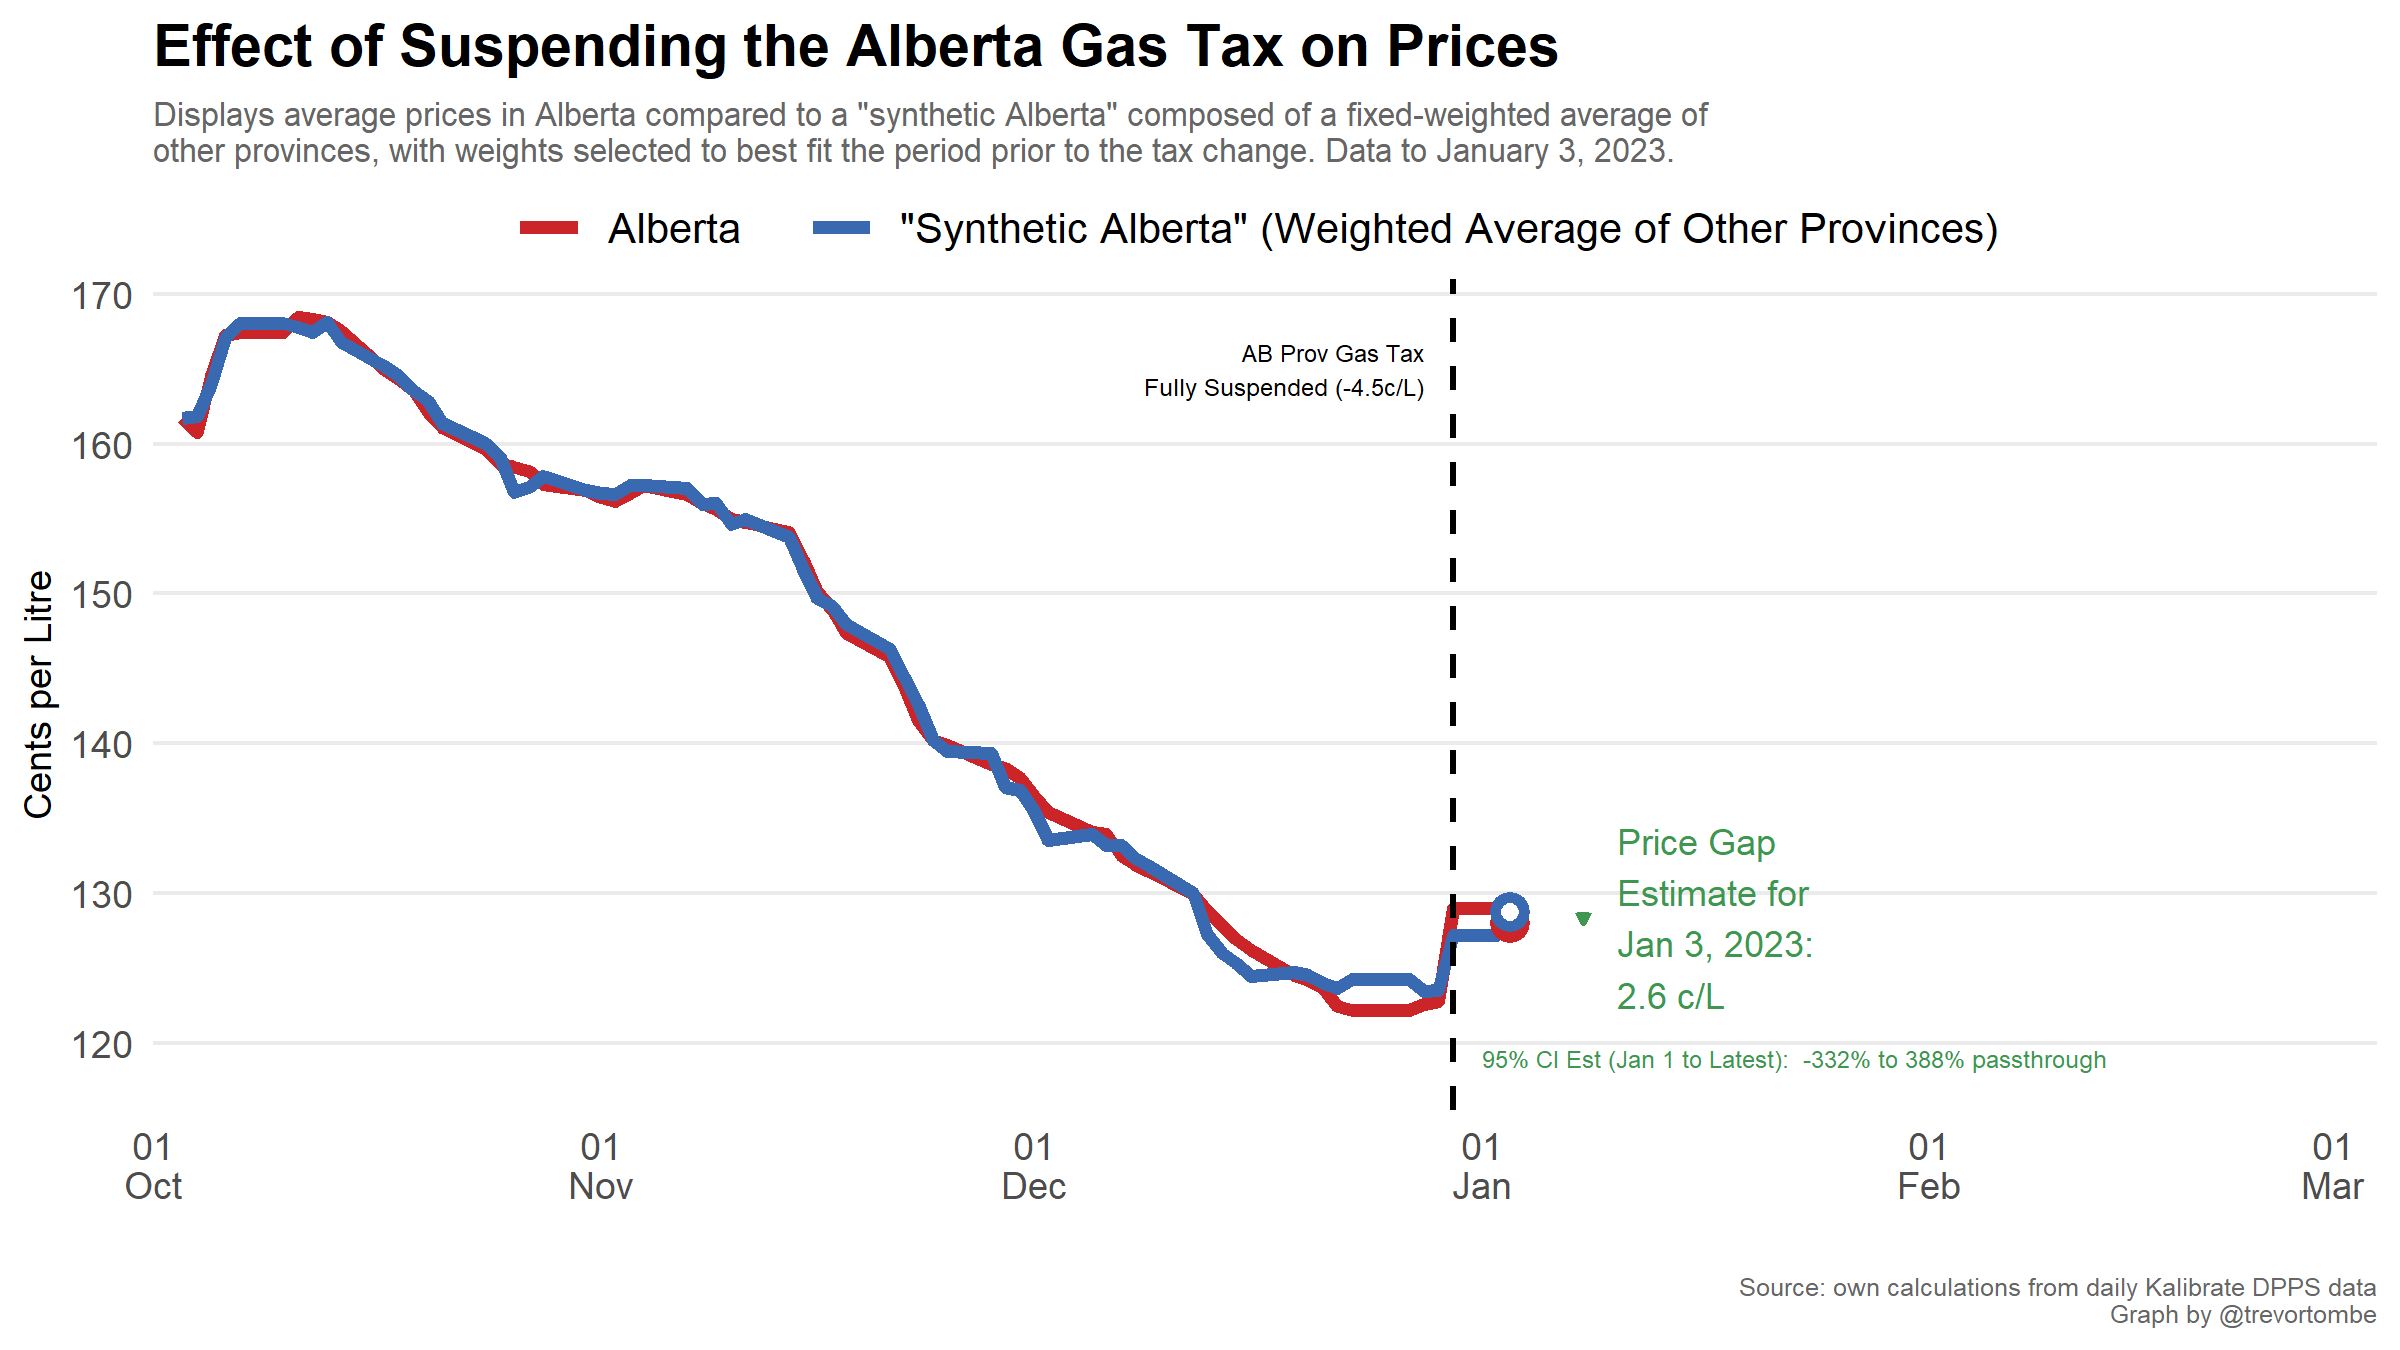 Effect of Suspending the Alberta Gas Tax on Prices
Displays average prices in Alberta compared to a "synthetic Alberta" composed of a fixed-weighted average of
other provinces, with weights selected to best fit the period prior to the tax change. Data to January 3, 2023.
Alberta
"Synthetic Alberta" (Weighted Average of Other Provinces)
170
160
150
140
130
120
Cents per Litre
AB Prov Gas Tax
Fully Suspended (-4.5c/L)
Price Gap
Estimate for
Jan 3, 2023:
2.6 c/L
95% CI Est (Jan 1 to Latest):  -332% to 388% passthrough
01
Oct
01
Nov
01
Dec
01
Jan
01
Feb
01
Mar
Source: own calculations from daily Kalibrate DPPS data
Graph by @trevortombe